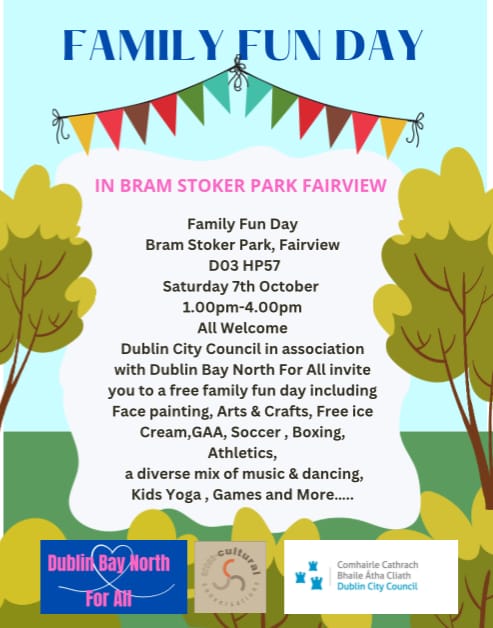 FAMILY FUN DAY
IN BRAM STOKER PARK FAIRVIEW
Family Fun Day
Bram Stoker Park, Fairview
D03 HP57
Saturday 7th October
1.00pm-4.00pm
All Welcome
Dublin City Council in association
with Dublin Bay North For All invite
you to a free family fun day including
Face painting, Arts & Crafts, Free ice
Cream,GAA, Soccer , Boxing,
Athletics,
a diverse mix of music & dancing,
Kids Yoga , Games and More.....
Dublin Bay North
For All
cultural
conversations
Comhairle Cathrach
Bhaile Átha Cliath
Dublin City Council